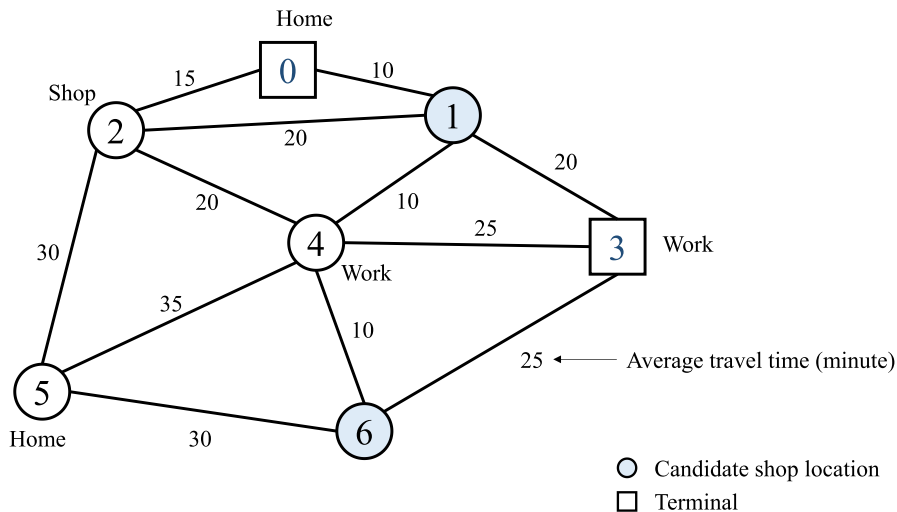 Home
0
15
10
Shop
2
1
20
20
20
10
4
25
3
Work
Work
30
35
10
25
Average travel time (minute)
5
Home
30
6
Candidate shop location
Terminal